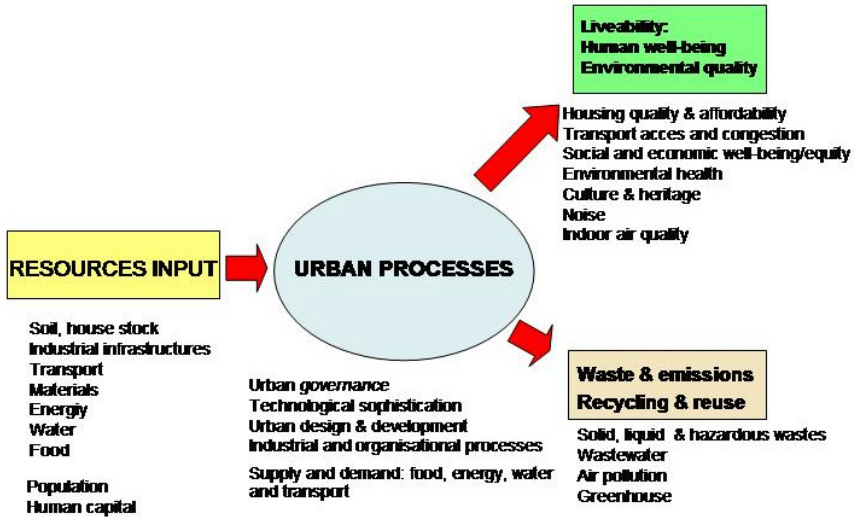 RESOURCES INPUT
Soil, house stock
Industrial infrastructures
Transport
Materials
Energiy
Water
Food
Population
Human capital
URBAN PROCESSES
Urban governance
Technological sophistication
Urban design & development
Industrial and organisational processes
Supply and demand: food, energy, water
and transport
Liveability:
Human well-being
Environmental quality
Housing quality & affordability
Transport acces and congestion
Social and economic well-being/equity
Environmental health
Culture & heritage
Noise
Indoor air quality
Waste & emissions
Recycling & reuse
Solid, liquid & hazardous wastes
Wastewater
Air pollution
Greenhouse